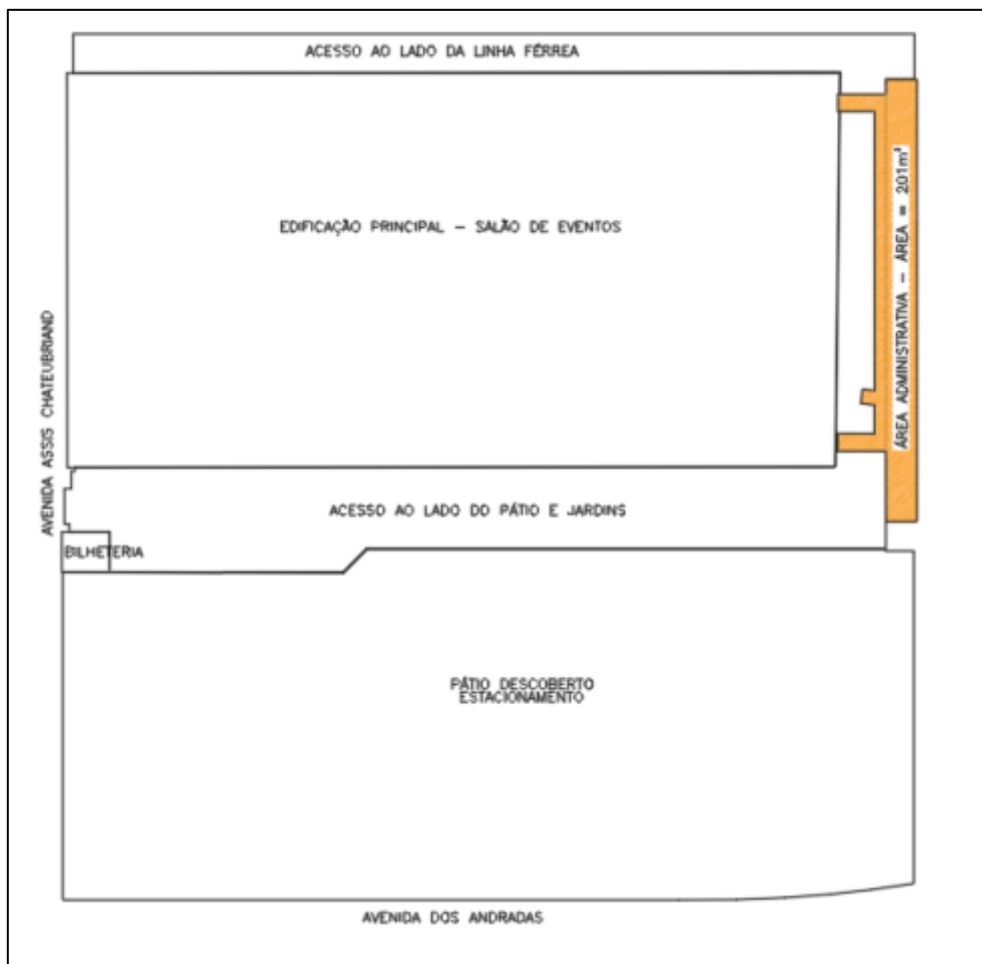 ACESSO AO LADO DA LINHA FÉRREA
EDIFICAÇÃO PRINCIPAL – SALÃO DE EVENTOS
ÁREA ADMINISTRATIVA – ÁREA = 201m²
AVENIDA ASSIS CHATEUBRIAND
ACESSO AO LADO DO PÁTIO E JARDINS
BILHETERIA
PÁTIO DESCOBERTO
ESTACIONAMENTO
AVENIDA DOS ANDRADAS